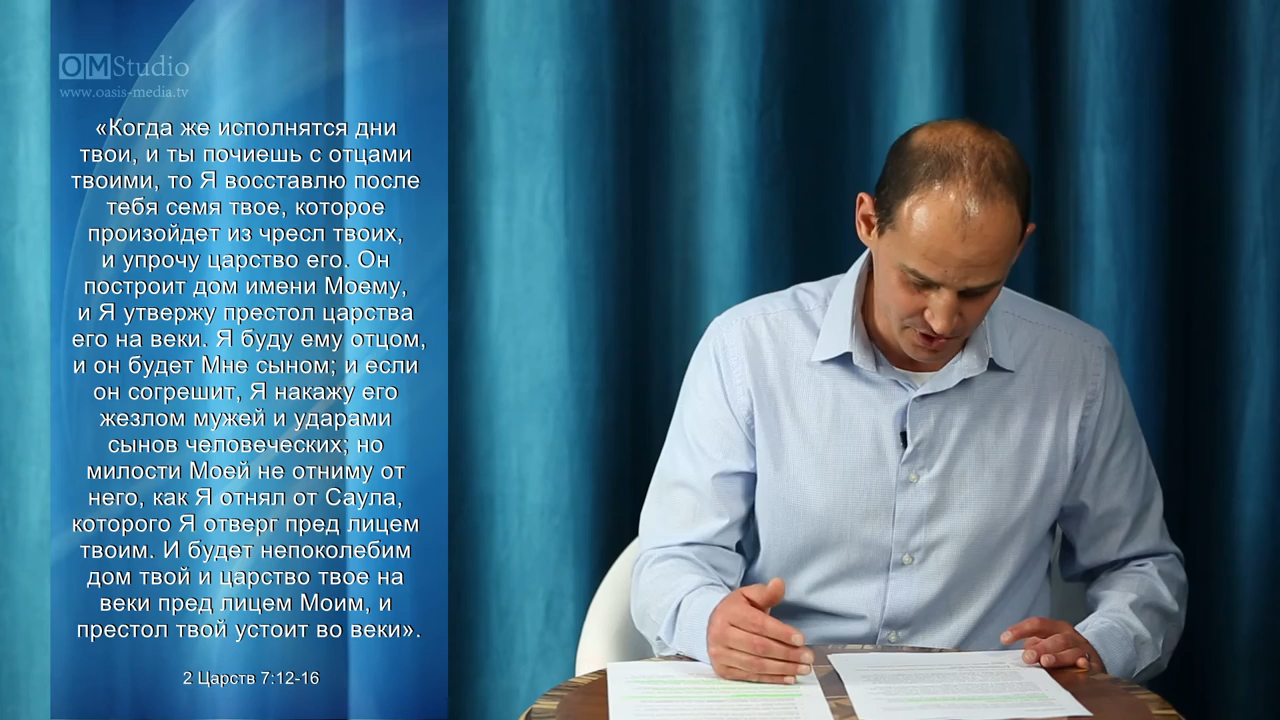 OMStudio
www.oasis-media.tv
«Когда же исполнятся дни
твои, и ты почиешь с отцами
твоими, то Я восставлю после
тебя семя твое, которое
произойдет из чресл твоих,
и упрочу царство его. Он
построит дом имени Моему,
и Я утвержу престол царства
его на веки. Я буду ему отцом,
и он будет Мне сыном; и если
он согрешит, Я накажу его
жезлом мужей и ударами
сынов человеческих; но
милости Моей не отниму от
него, как Я отнял от Саула,
которого Я отверг пред лицем
твоим. И будет непоколебим
дом твой и царство твое на
веки пред лицем Моим, и
престол твой устоит во веки».
2 Царств 7:12-16